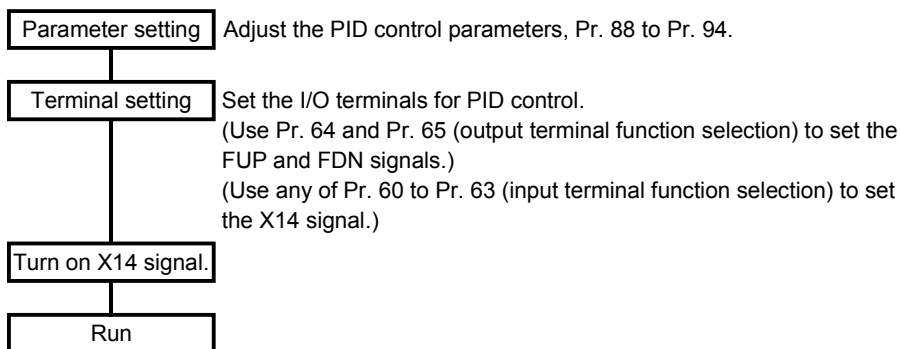 Parameter setting Adjust the PID control parameters, Pr. 88 to Pr. 94.
Terminal setting Set the I/O terminals for PID control.
(Use Pr. 64 and Pr. 65 (output terminal function selection) to set the
FUP and FDN signals.)
(Use any of Pr. 60 to Pr. 63 (input terminal function selection) to set
the X14 signal.)
Turn on X14 signal.
Run